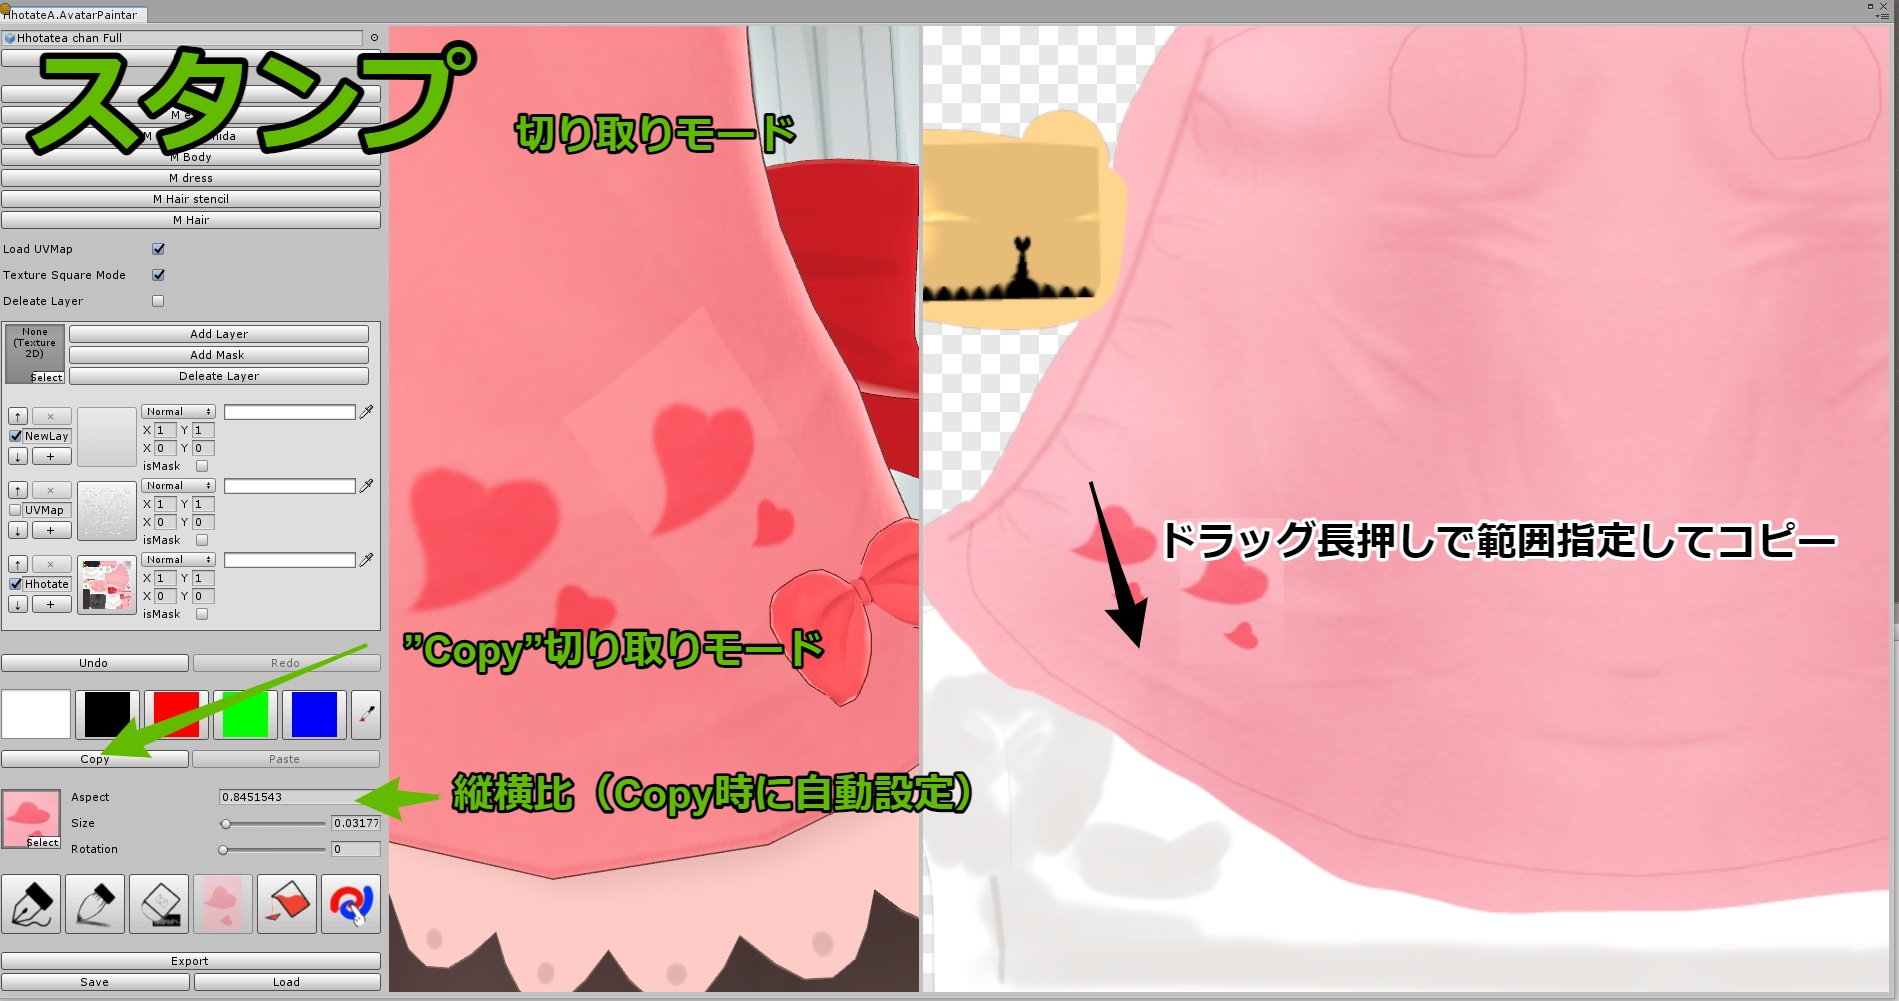 HhotateA.AvatarPaintar
Hhotatea chan Full
スタンプ
切り取りモード
M Body
M dress
M Hair stencil
M Hair
Load UVMap
Texture Square Mode
Deleate Layer
None
(Texture
2D)
Select
Add Layer
Add Mask
Deleate Layer
↑ × Normal
X 1 Y 1
NewLay
X 0 Y 0
↓ + isMask
↑ × Normal
X 1 Y 1
UVMap
X 0 Y 0
↓ + isMask
↑ × Normal
X 1 Y 1
Hhotate
X 0 Y 0
↓ + isMask
ドラッグ長押しで範囲指定してコピー
”Copy”切り取りモード
Undo Redo
Copy Paste
縦横比（Copy時に自動設定）
Aspect 0.8451543
Size 0.03177
Select
Rotation 0
Export
Save Load